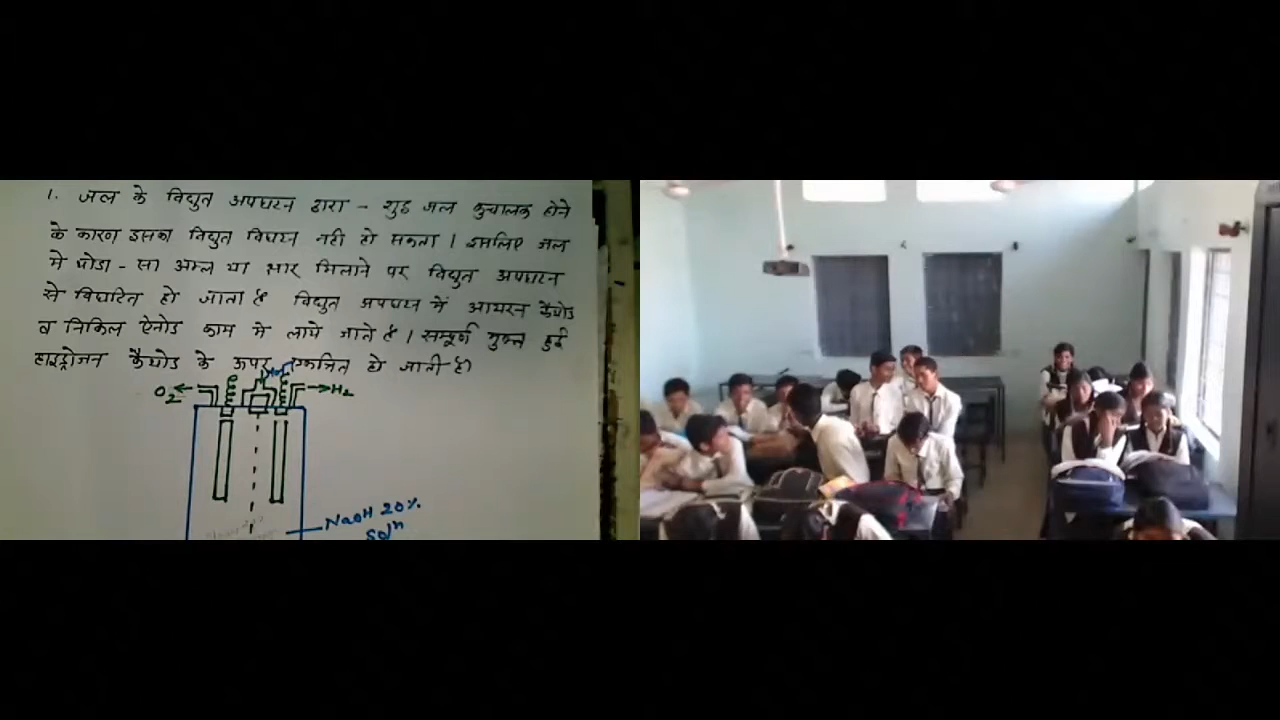 1. जल के विद्युत अपघटन द्वारा - शुद्ध जल कुचालक होने
के कारण इसका विद्युत विघटन नही हो सकता । इसलिए जल
मे थोडा - सा अम्ल या क्षार मिलाने पर विद्युत अपघटन
से विघटित हो जाता है विद्युत अपघटन में आयरन कैथोड
व निकिल ऐनोड काम मे लाये जाते है । सम्पूर्ण मुक्त हुई
हाइड्रोजन कैथोड के ऊपर एकत्रित हो जाती है।
O2 H2
NaOH 20%
Soln